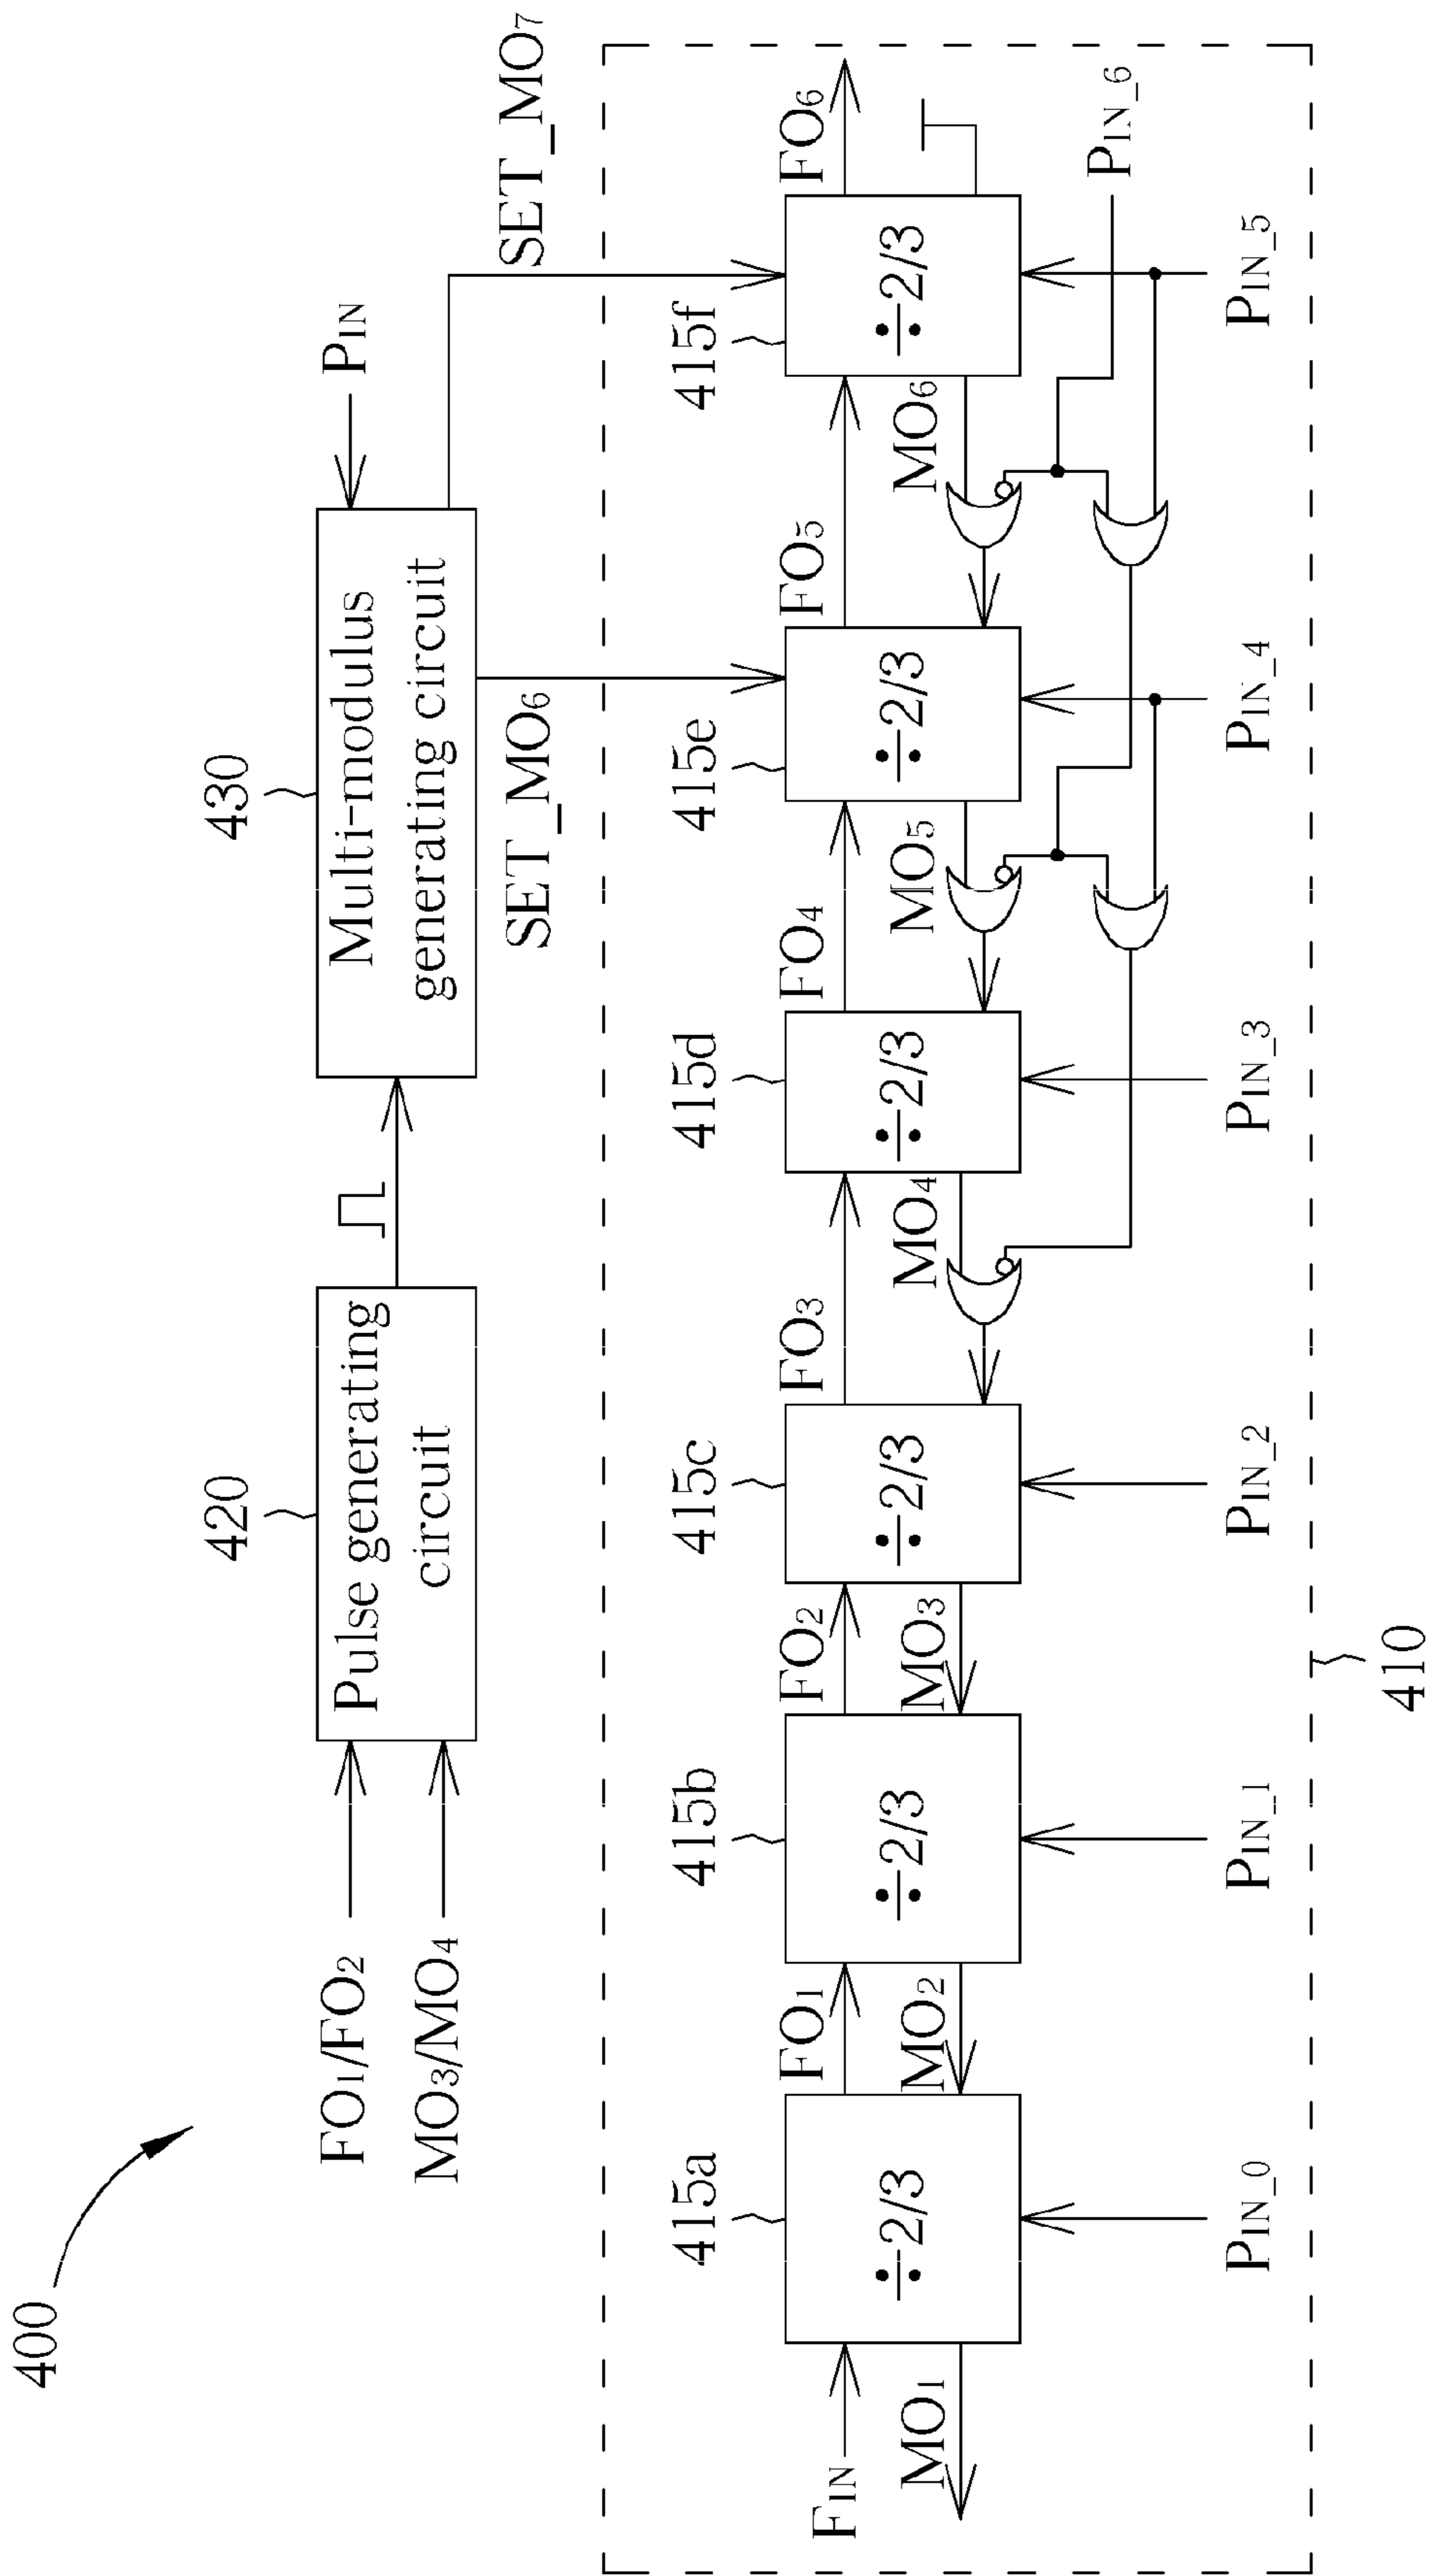 400
420
430
FO1/FO2
MO3/MO4
Pulse generating
circuit
Multi-modulus
generating circuit
PIN
SET_MO6
SET_MO7
415a
415b
415c
415d
415e
415f
FIN
FO1
FO2
FO3
FO4
FO5
FO6
÷2/3
÷2/3
÷2/3
÷2/3
÷2/3
÷2/3
MO1
MO2
MO3
MO4
MO5
MO6
PIN_6
PIN_0
PIN_1
PIN_2
PIN_3
PIN_4
PIN_5
410